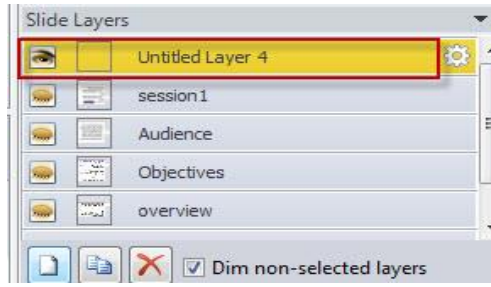 Slide Layers
Untitled Layer 4
session1
Audience
Objectives
overview
Dim non-selected layers